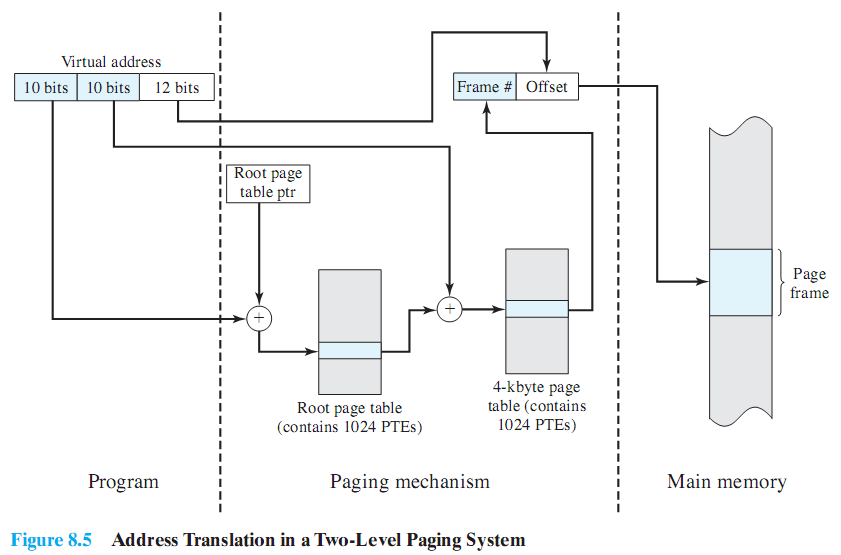 Virtual address
10 bits 10 bits 12 bits
Frame # Offset
Root page
table ptr
+
+
Page
frame
Root page table
(contains 1024 PTEs)
4-kbyte page
table (contains
1024 PTEs)
Program
Paging mechanism
Main memory
Figure 8.5 Address Translation in a Two-Level Paging System